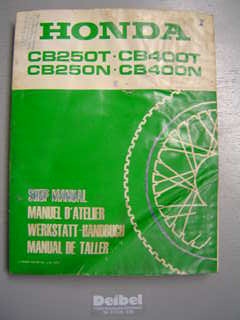 HONDA
CB250T·CB400T
CB250N·CB400N
SHOP MANUAL
MANUEL D'ATELIER
WERKSTATT-HANDBUCH
MANUAL DE TALLER
Deibel